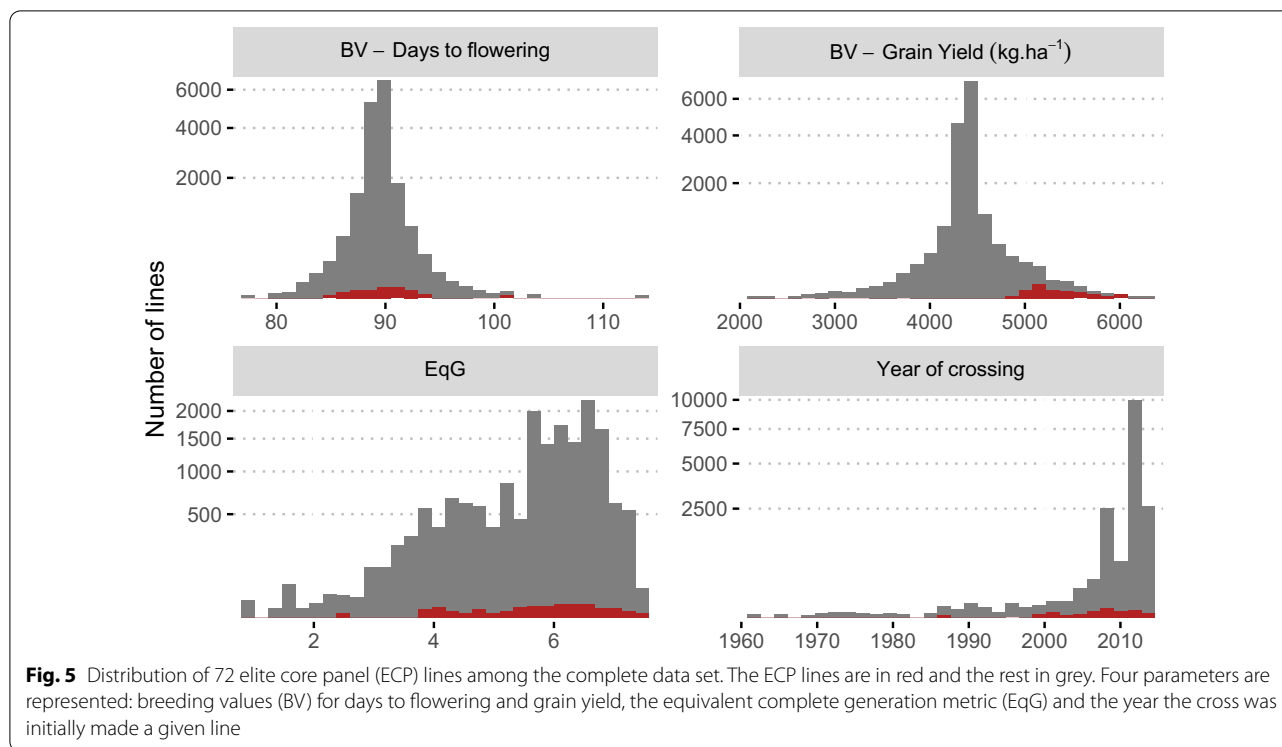 BV – Days to flowering
BV – Grain Yield (kg.ha⁻¹)
Number of lines
6000
4000
2000
80 90 100 110
6000
4000
2000
2000 3000 4000 5000 6000
EqG
Year of crossing
2000
1500
1000
500
2 4 6
10000
7500
5000
2500
1960 1970 1980 1990 2000 2010
Fig. 5 Distribution of 72 elite core panel (ECP) lines among the complete data set. The ECP lines are in red and the rest in grey. Four parameters are
represented: breeding values (BV) for days to flowering and grain yield, the equivalent complete generation metric (EqG) and the year the cross was
initially made a given line